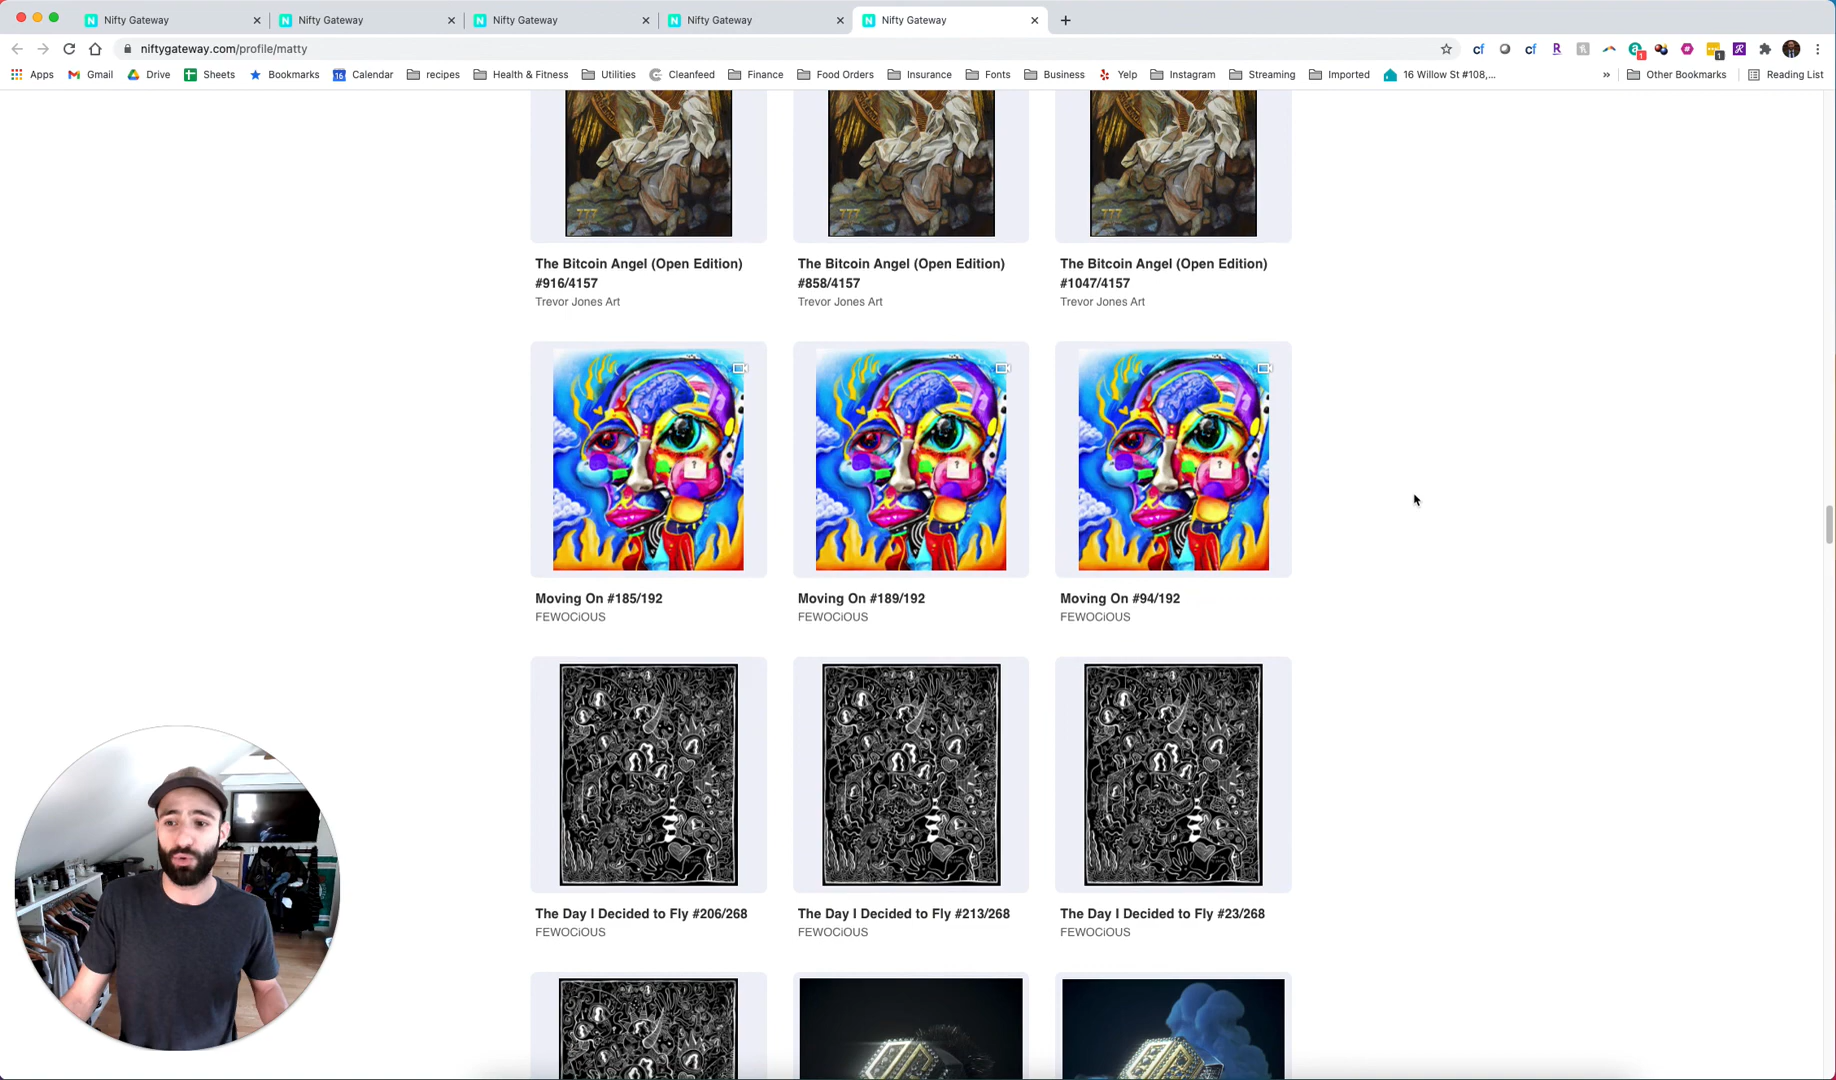 Nifty Gateway
Nifty Gateway
Nifty Gateway
Nifty Gateway
Nifty Gateway
niftygateway.com/profile/matty
Apps
Gmail
Drive
Sheets
Bookmarks
16
Calendar
recipes
Health & Fitness
Utilities
Cleanfeed
Finance
Food Orders
Insurance
Fonts
Business
Yelp
Instagram
Streaming
Imported
16 Willow St #108,...
»
Other Bookmarks
Reading List
777
777
777
The Bitcoin Angel (Open Edition)
#916/4157
Trevor Jones Art
The Bitcoin Angel (Open Edition)
#858/4157
Trevor Jones Art
The Bitcoin Angel (Open Edition)
#1047/4157
Trevor Jones Art
Moving On #185/192
FEWOCiOUS
Moving On #189/192
FEWOCiOUS
Moving On #94/192
FEWOCiOUS
The Day I Decided to Fly #206/268
FEWOCiOUS
The Day I Decided to Fly #213/268
FEWOCiOUS
The Day I Decided to Fly #23/268
FEWOCiOUS